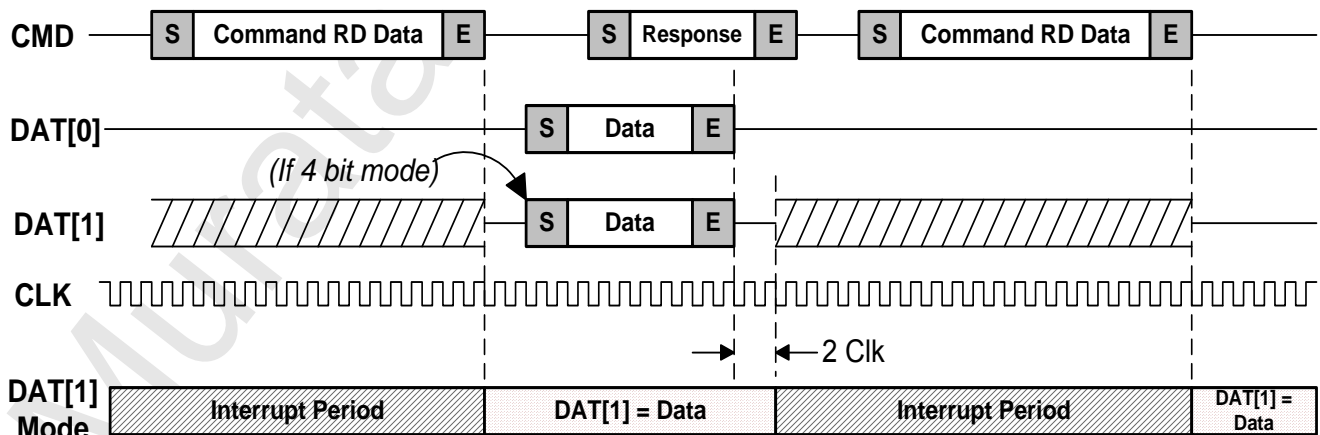 CMD S Command RD Data E S Response E S Command RD Data E
DAT[0] S Data E
(If 4 bit mode)
DAT[1] S Data E
CLK
2 Clk
DAT[1] Mode Interrupt Period DAT[1] = Data Interrupt Period DAT[1] = Data
Murata